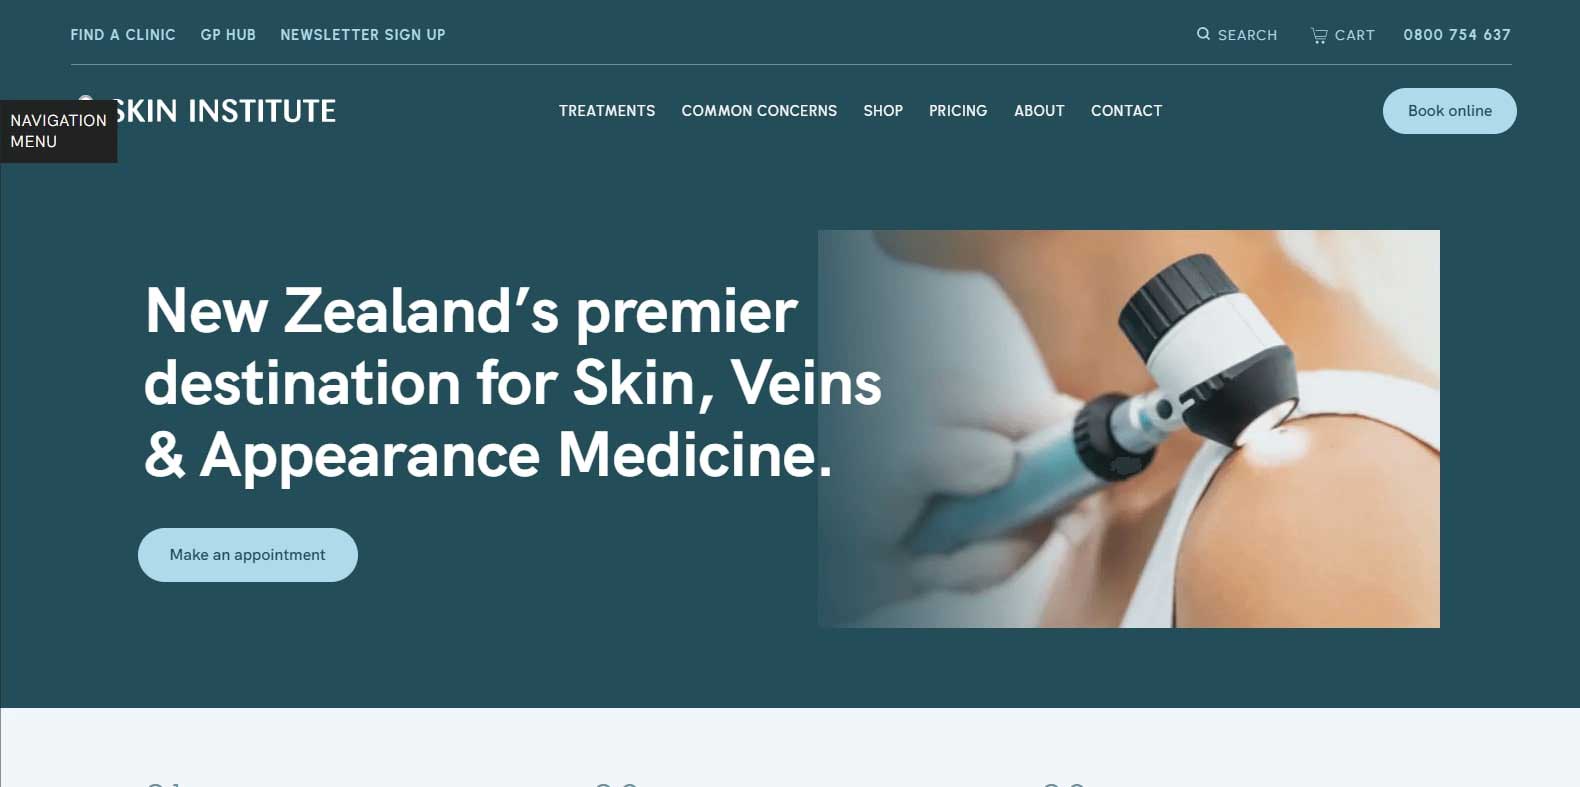 FIND A CLINIC GP HUB NEWSLETTER SIGN UP SEARCH CART 0800 754 637
SKIN INSTITUTE TREATMENTS COMMON CONCERNS SHOP PRICING ABOUT CONTACT Book online
NAVIGATION
MENU
New Zealand’s premier
destination for Skin, Veins
& Appearance Medicine.
Make an appointment